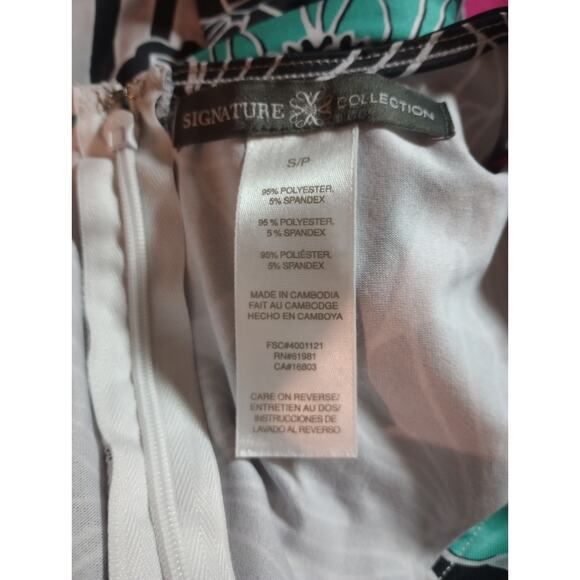 SIGNATURE COLLECTION
S/P
95% POLYESTER,
5% SPANDEX
95 % POLYESTER,
5 % SPANDEX
95% POLIÉSTER,
5% SPANDEX
MADE IN CAMBODIA
FAIT AU CAMBODGE
HECHO EN CAMBOYA
FSC#4001121
RN#61981
CA#16803
CARE ON REVERSE/
ENTRETIEN AU DOS/
INSTRUCCIONES DE
LAVADO AL REVERSO